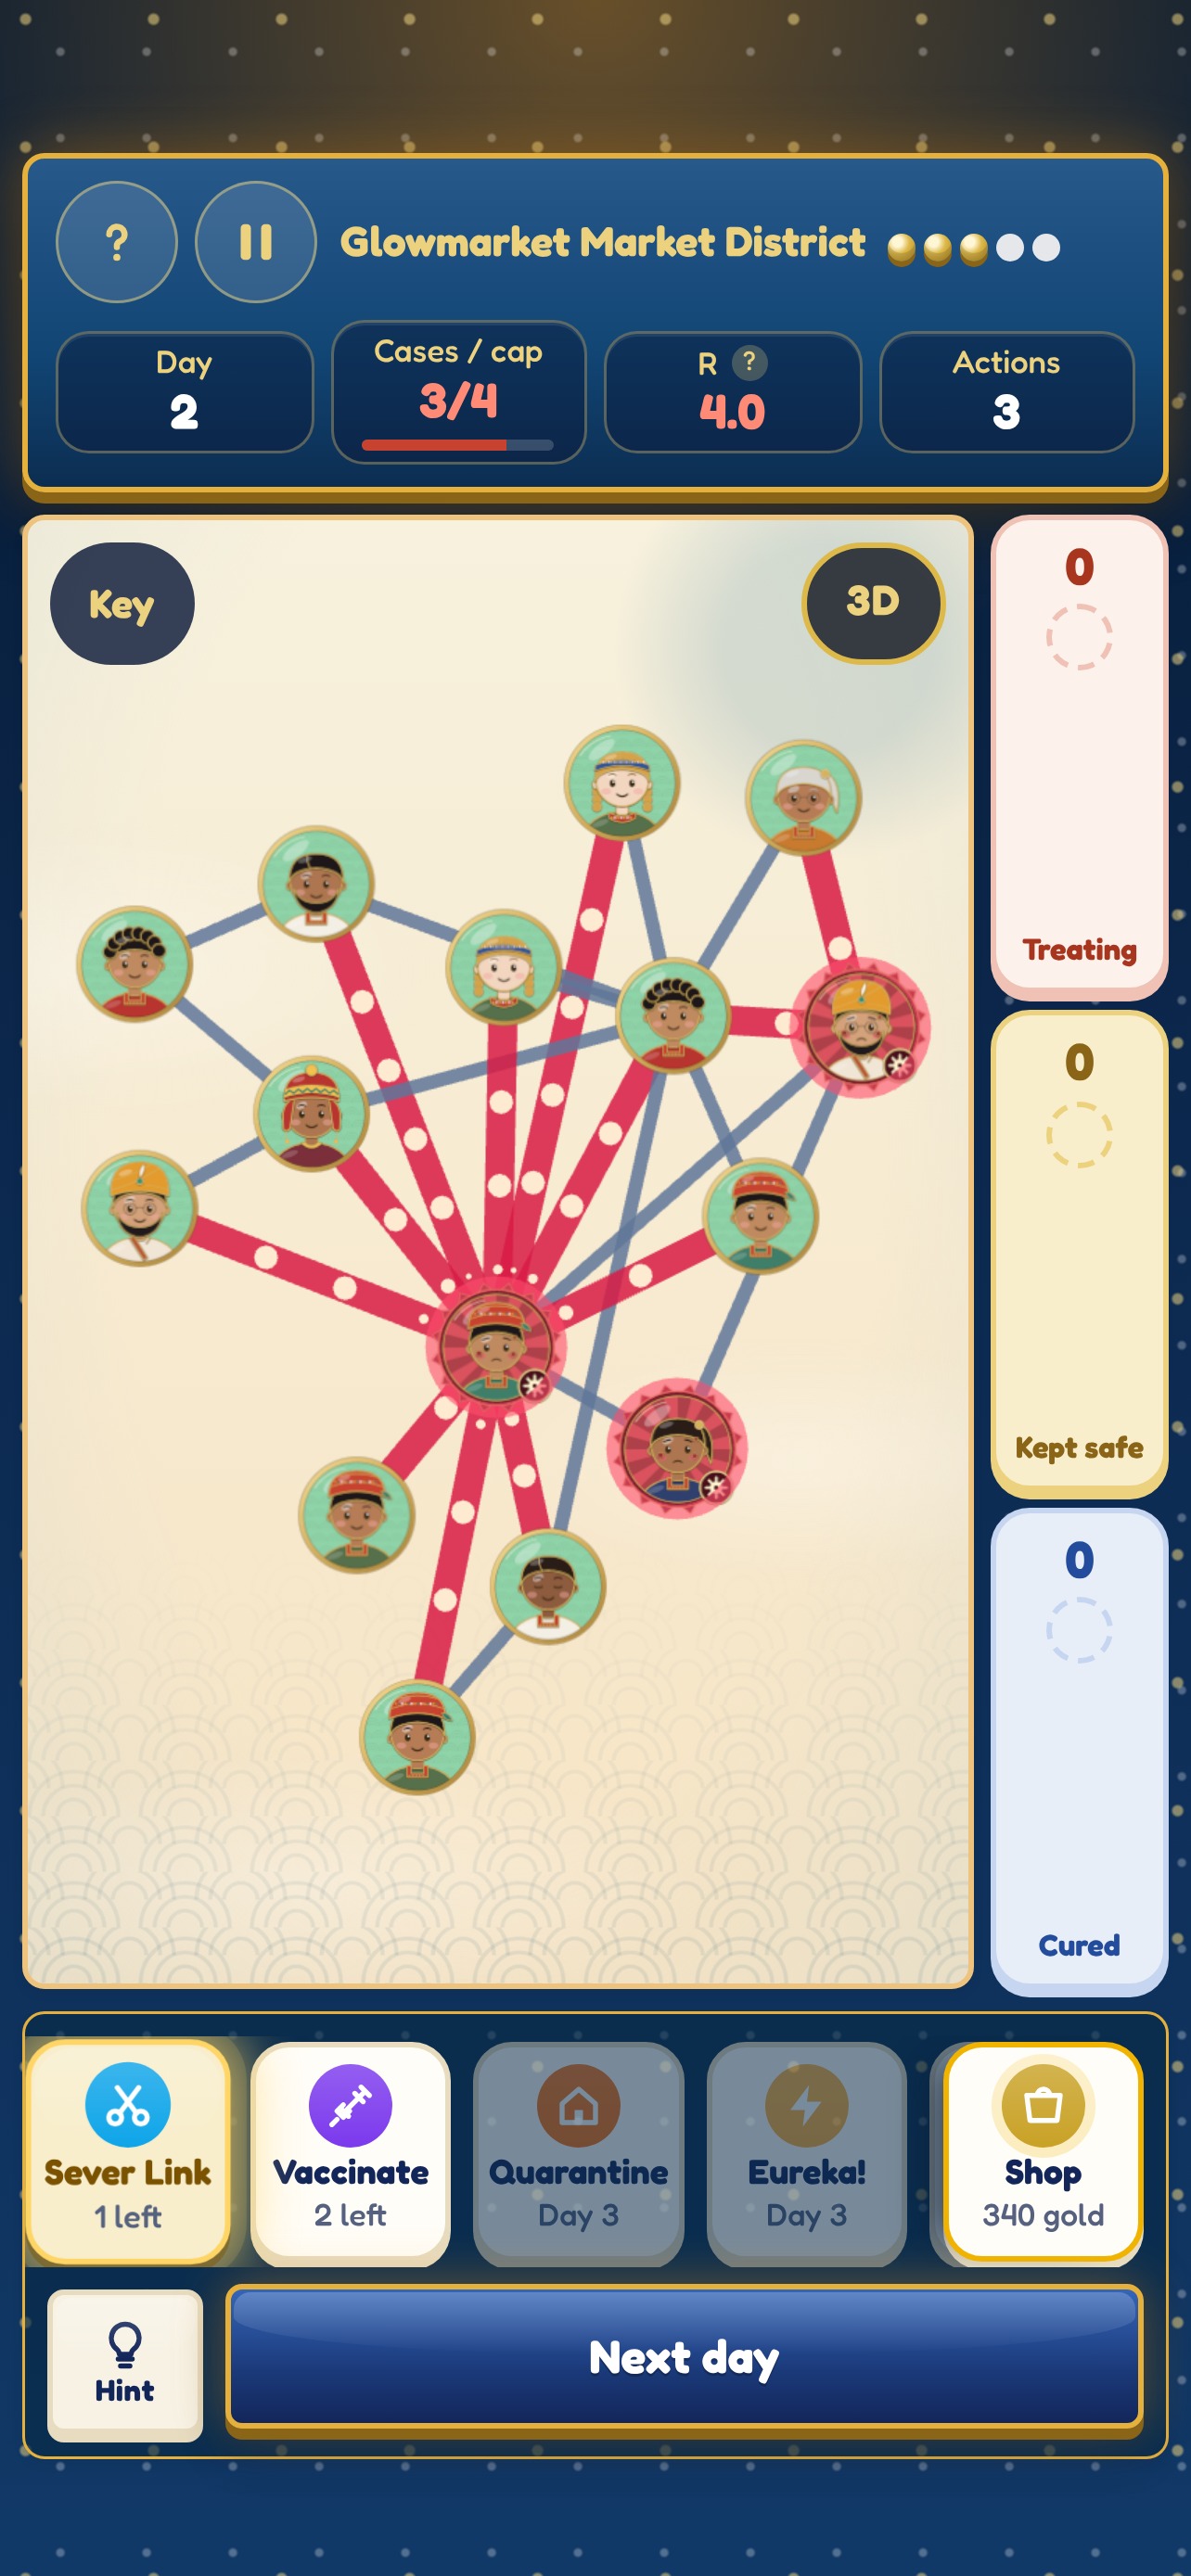 ?
Glowmarket Market District
Day
2
Cases / cap
3/4
R ?
4.0
Actions
3
Key
3D
0
Treating
0
Kept safe
0
Cured
Sever Link
1 left
Vaccinate
2 left
Quarantine
Day 3
Eureka!
Day 3
Shop
340 gold
Hint
Next day